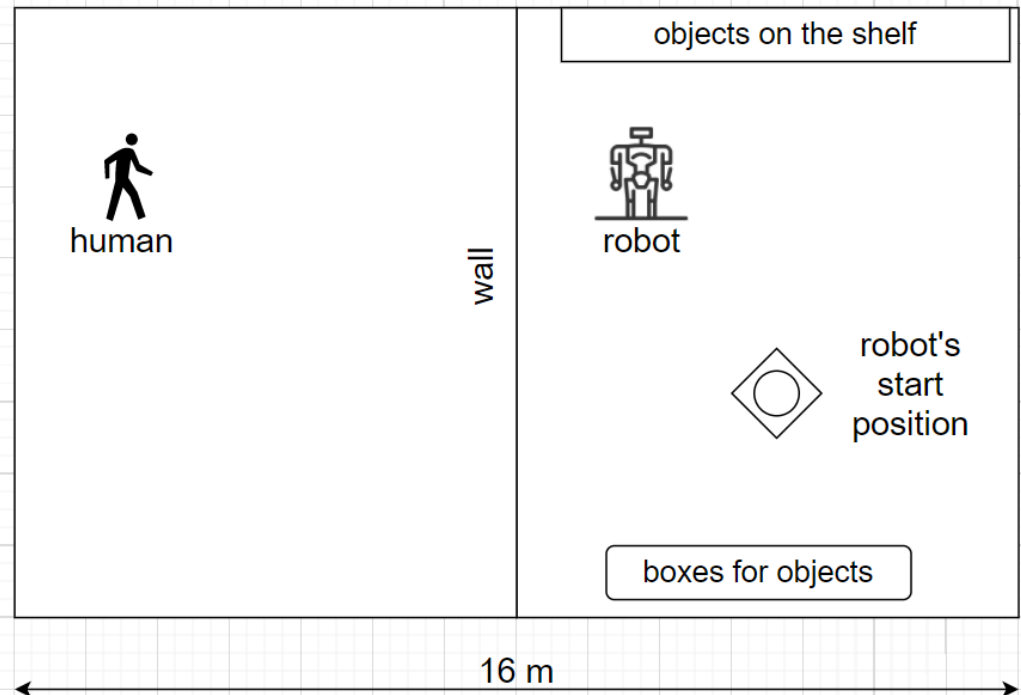 objects on the shelf
human
wall
robot
robot's
start
position
boxes for objects
16 m